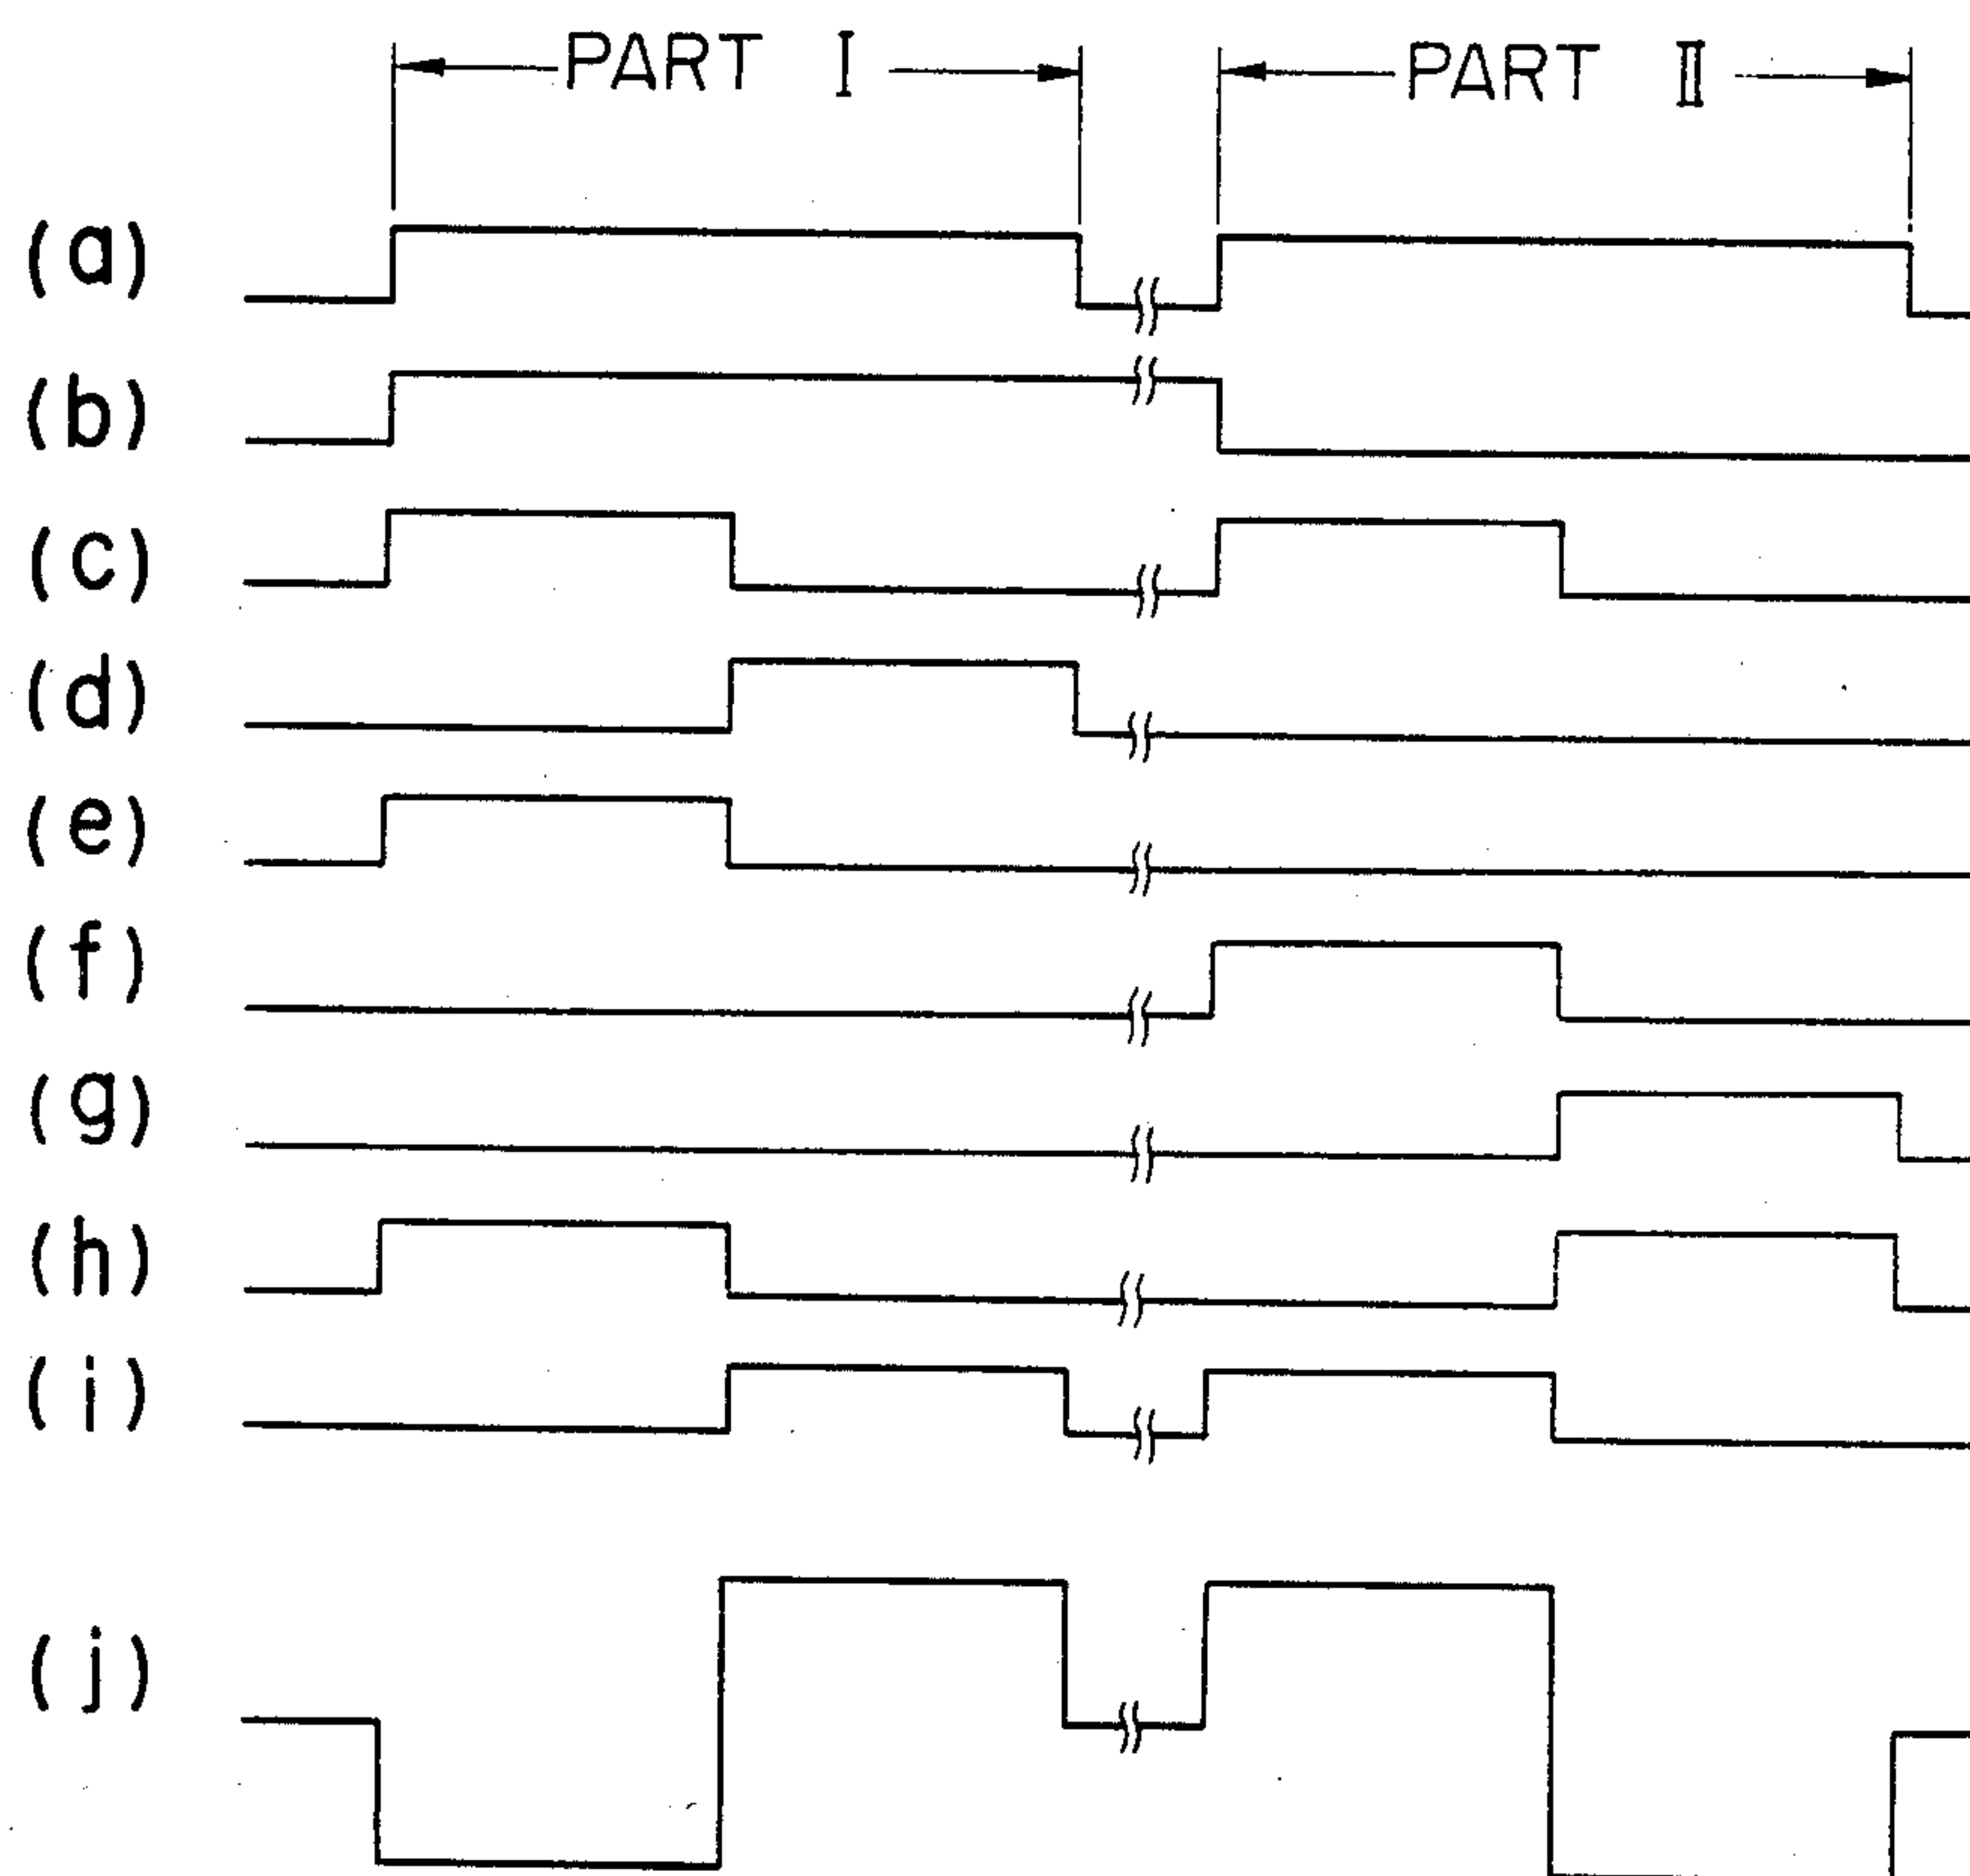 PART I PART II
(a)
(b)
(c)
(d)
(e)
(f)
(g)
(h)
(i)
(j)